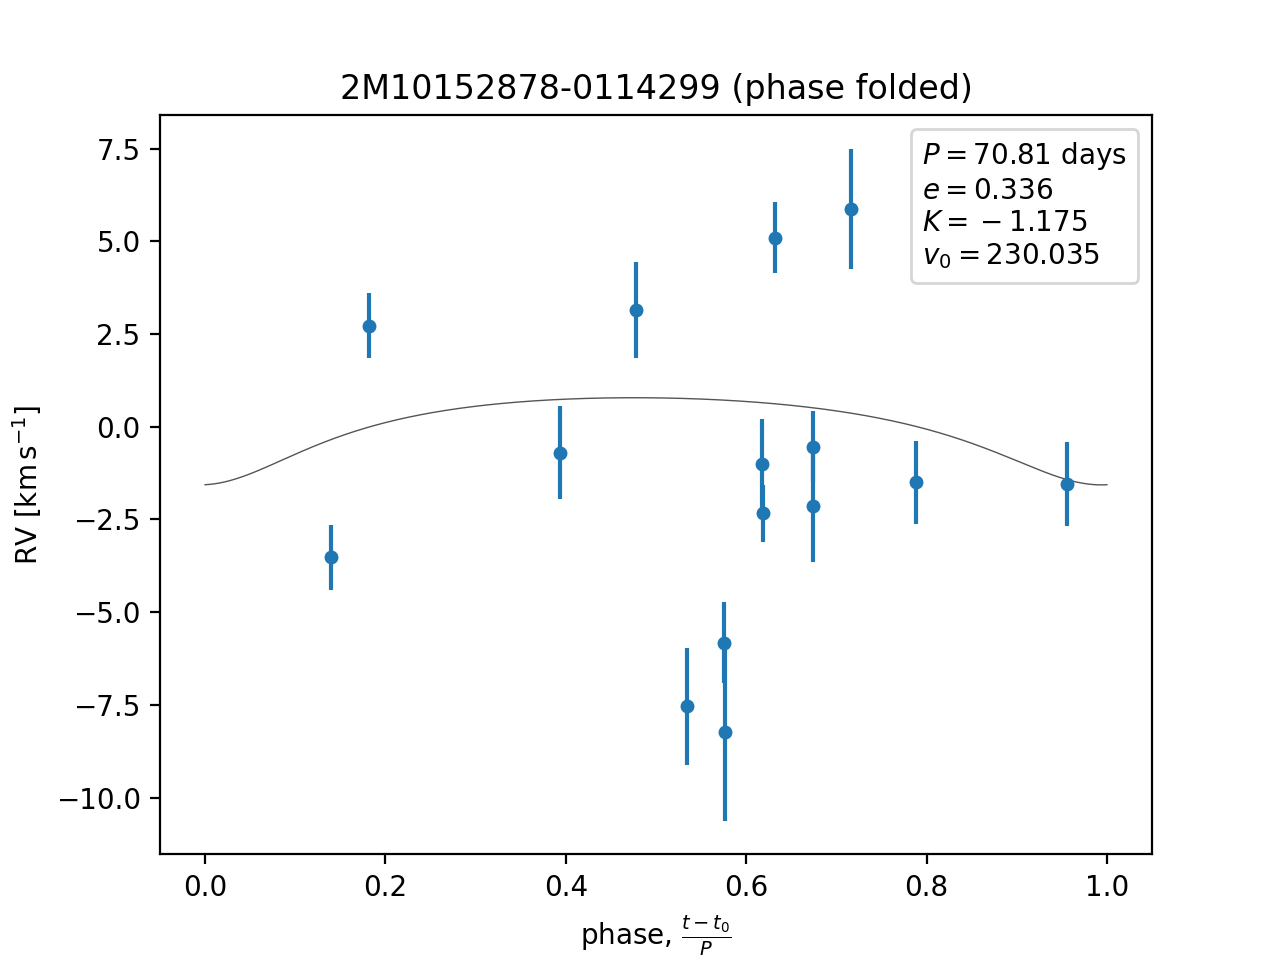 2M10152878-0114299 (phase folded)
P = 70.81 days
e = 0.336
K = −1.175
v₀ = 230.035
7.5
5.0
2.5
0.0
−2.5
−5.0
−7.5
−10.0
RV [km s⁻¹]
0.0 0.2 0.4 0.6 0.8 1.0
phase, (t − t₀)/P